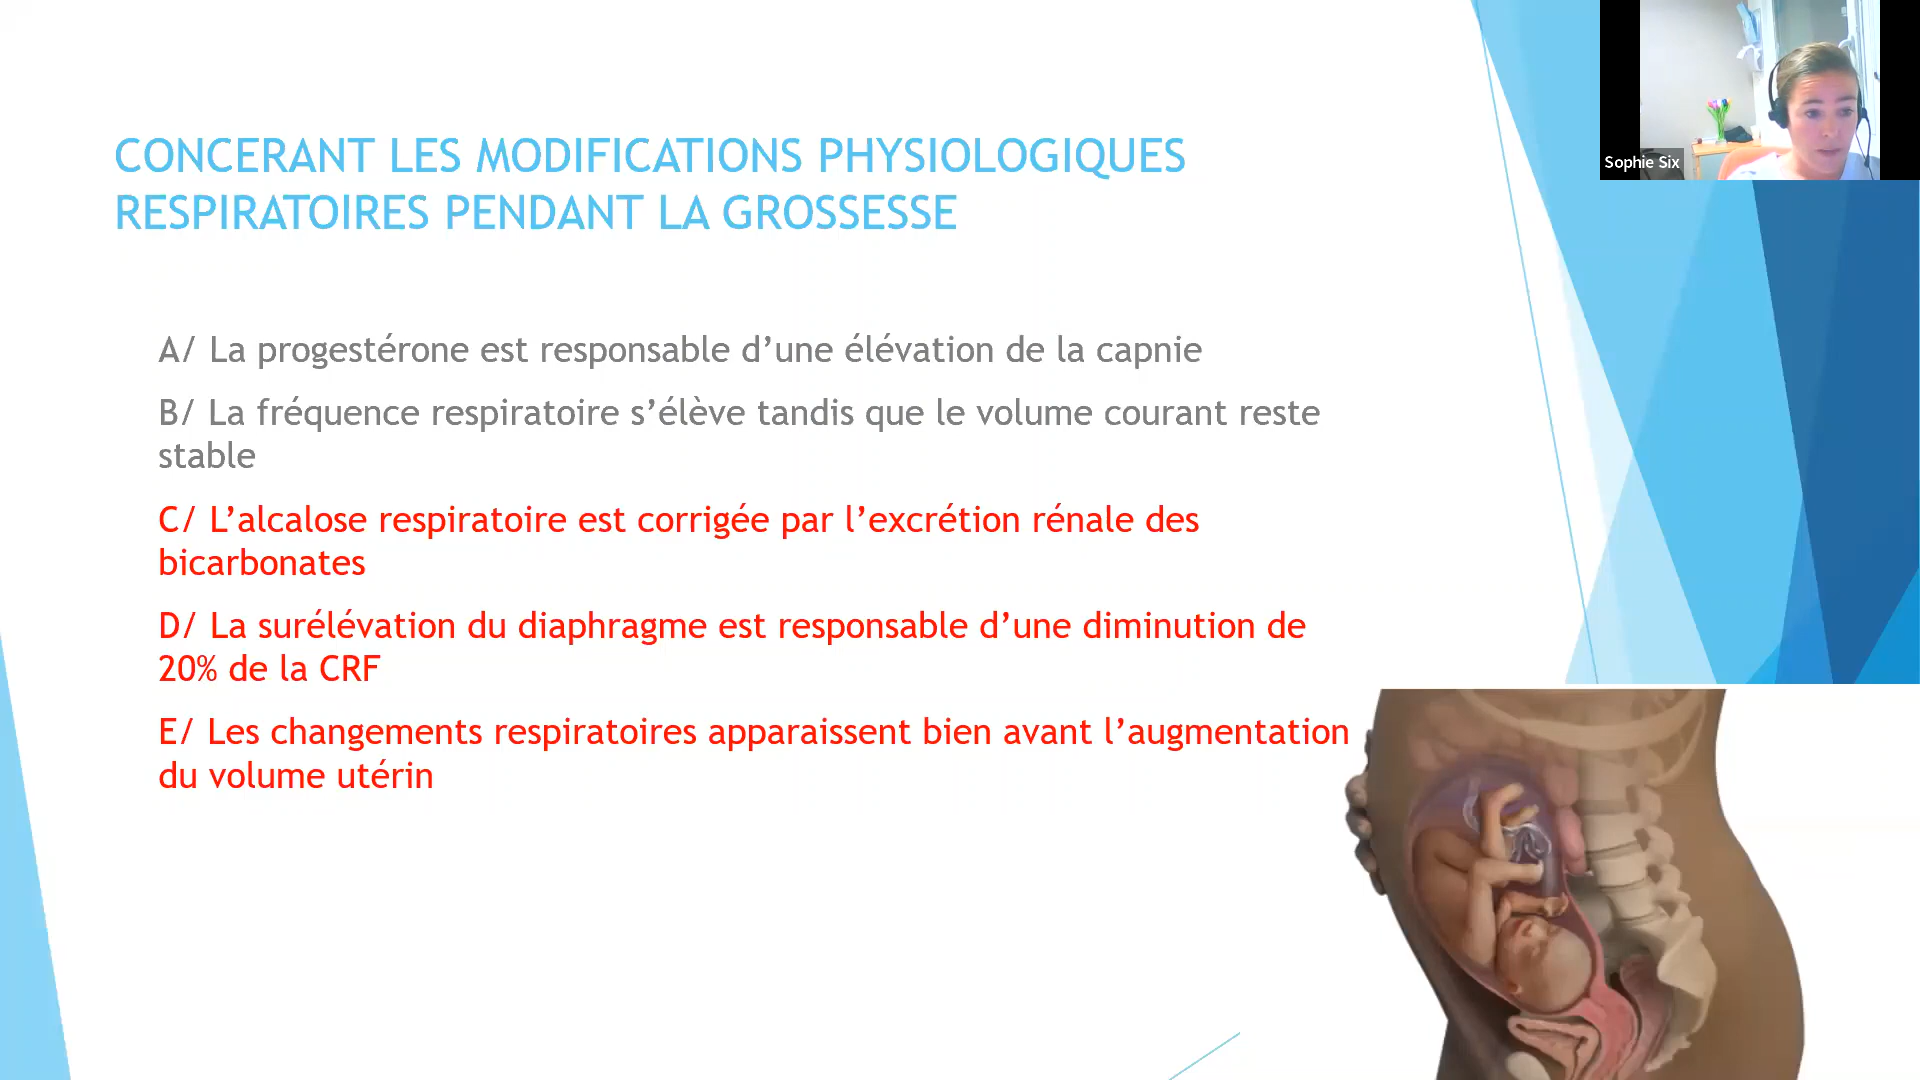 CONCERANT LES MODIFICATIONS PHYSIOLOGIQUES
RESPIRATOIRES PENDANT LA GROSSESSE
A/ La progestérone est responsable d’une élévation de la capnie
B/ La fréquence respiratoire s’élève tandis que le volume courant reste
stable
C/ L’alcalose respiratoire est corrigée par l’excrétion rénale des
bicarbonates
D/ La surélévation du diaphragme est responsable d’une diminution de
20% de la CRF
E/ Les changements respiratoires apparaissent bien avant l’augmentation
du volume utérin
Sophie Six